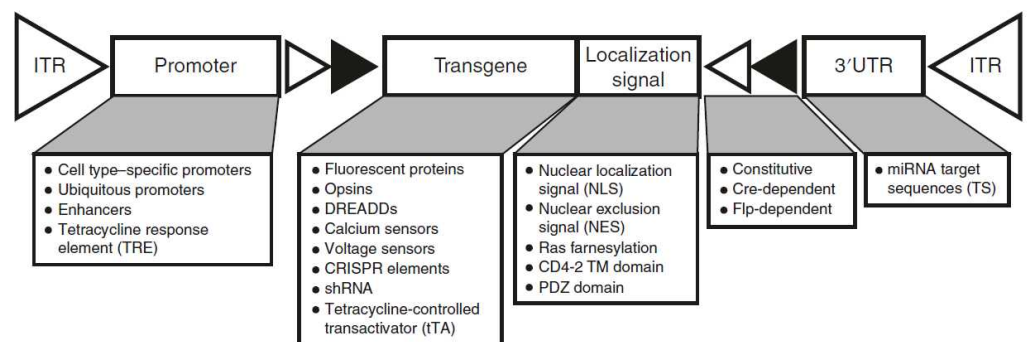 ITR
Promoter
Transgene
Localization
signal
3′UTR
ITR
● Cell type–specific promoters
● Ubiquitous promoters
● Enhancers
● Tetracycline response
element (TRE)
● Fluorescent proteins
● Opsins
● DREADDs
● Calcium sensors
● Voltage sensors
● CRISPR elements
● shRNA
● Tetracycline-controlled
transactivator (tTA)
● Nuclear localization
signal (NLS)
● Nuclear exclusion
signal (NES)
● Ras farnesylation
● CD4-2 TM domain
● PDZ domain
● Constitutive
● Cre-dependent
● Flp-dependent
● miRNA target
sequences (TS)